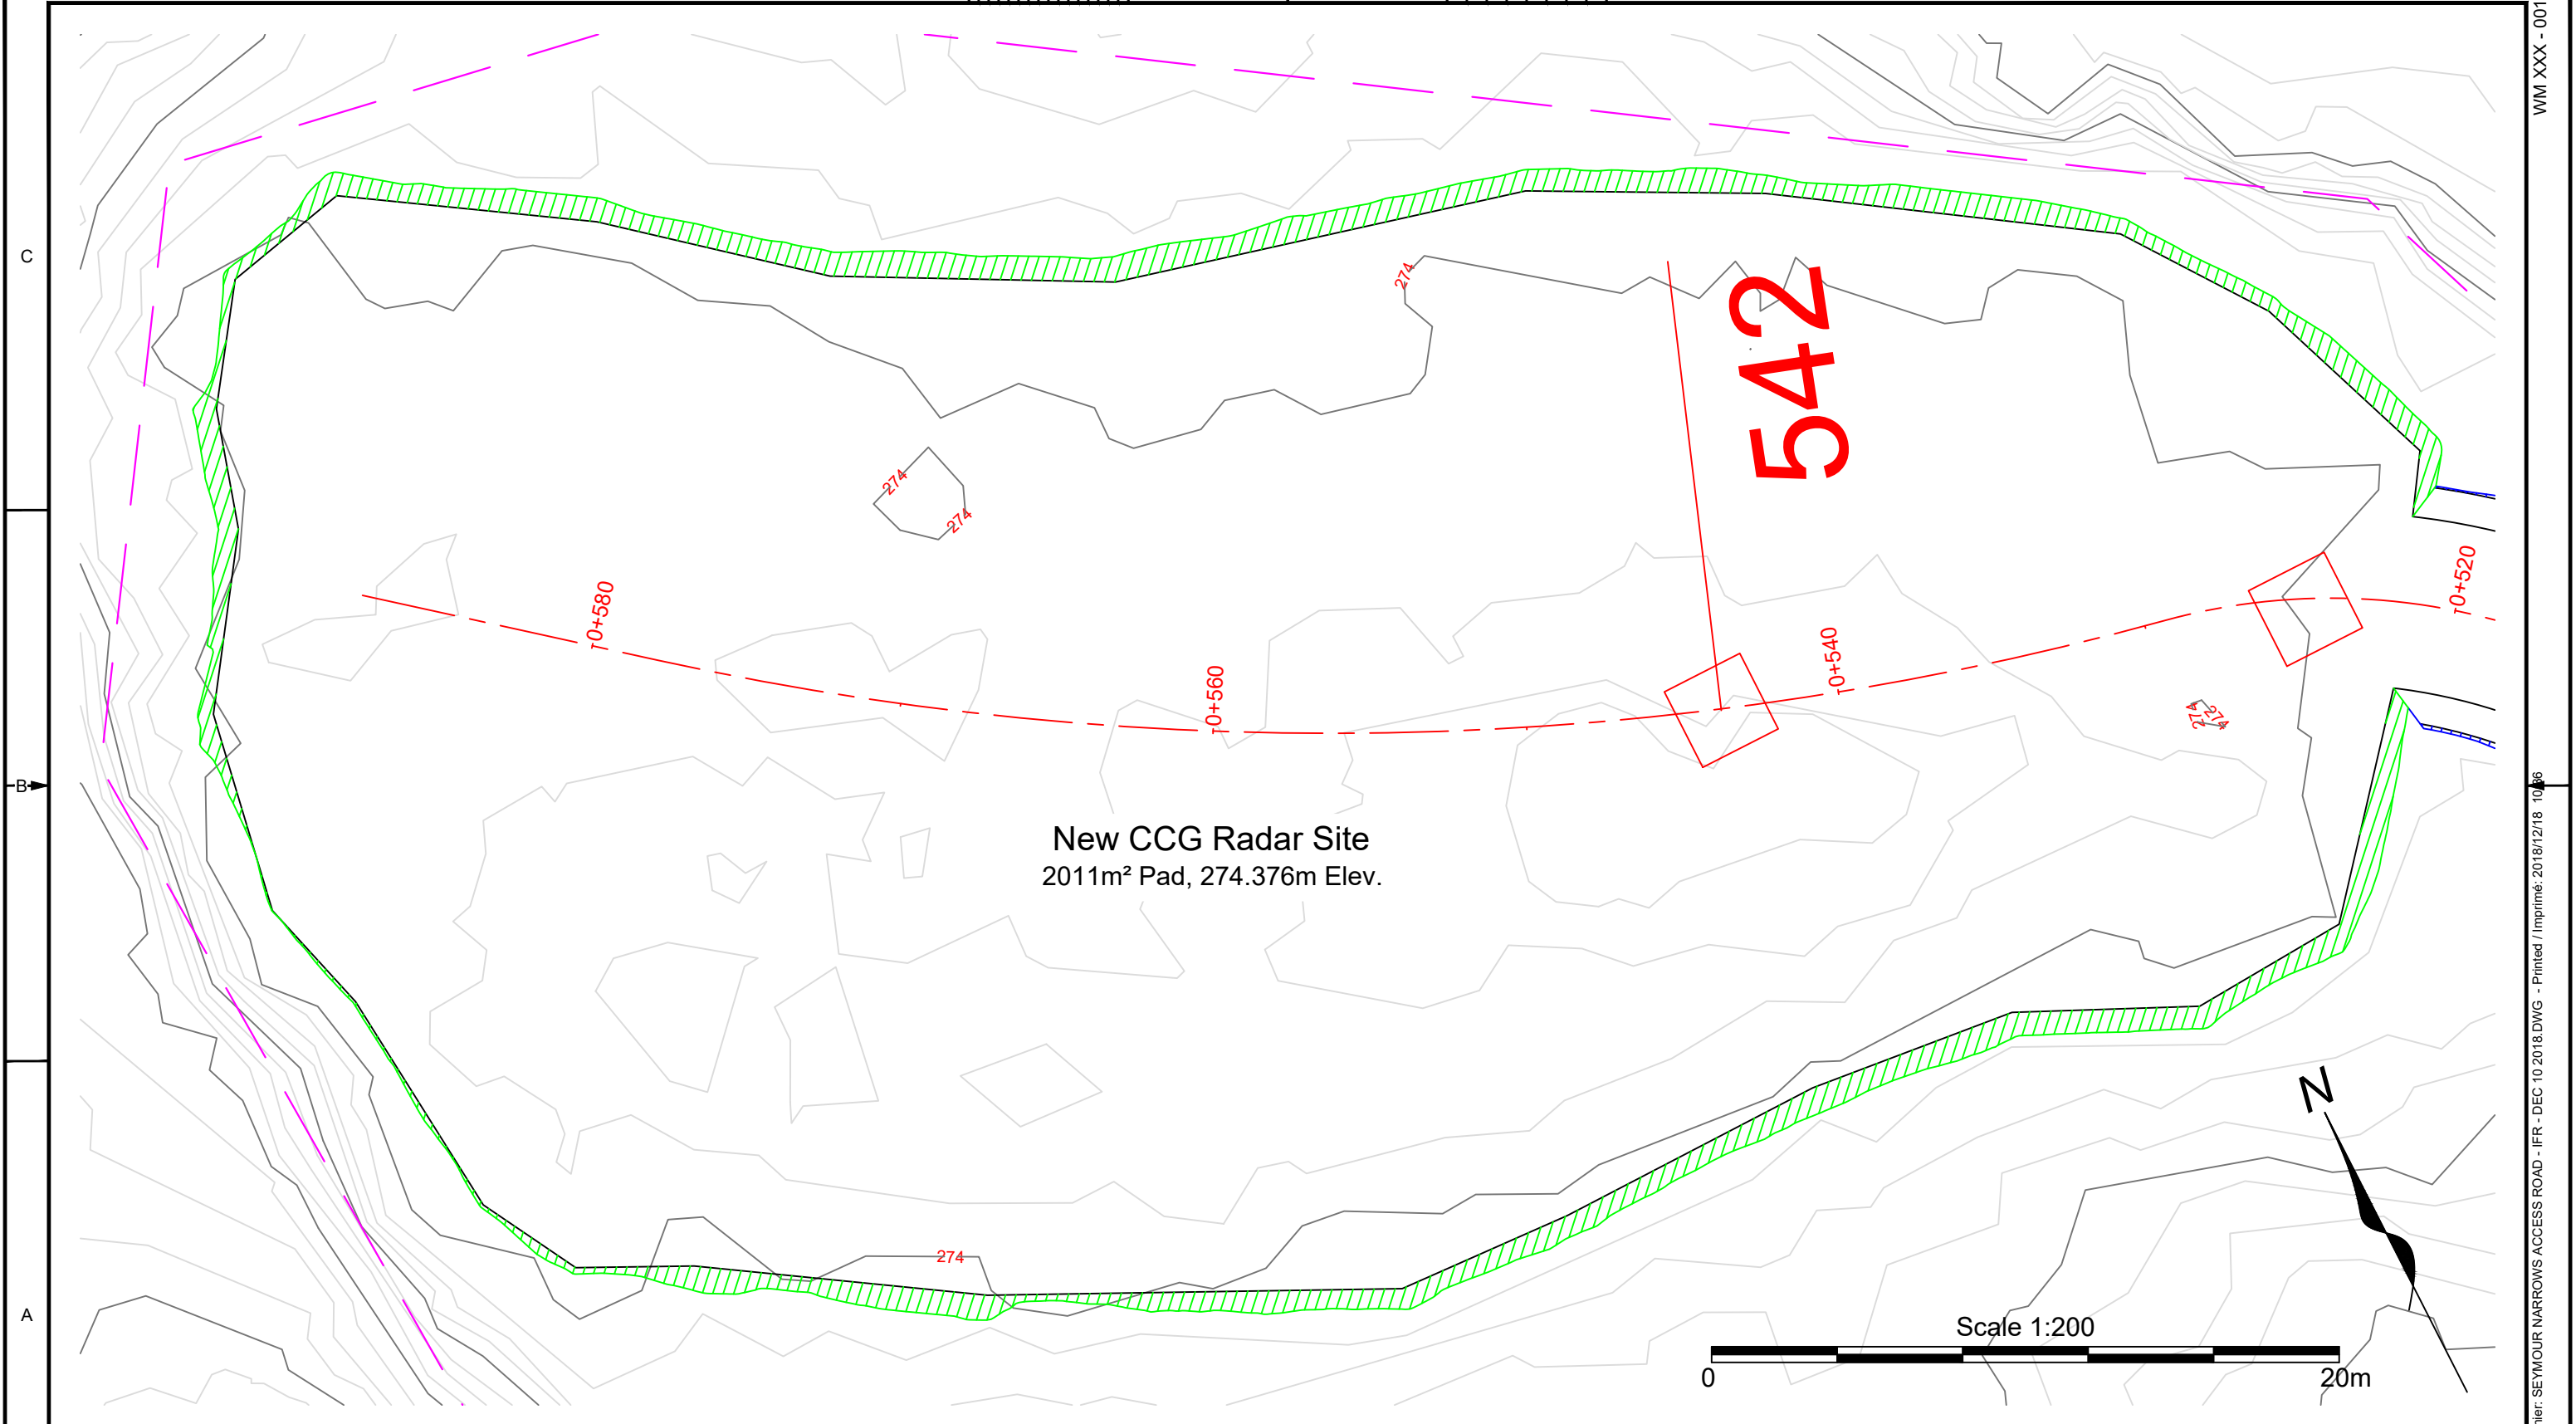 WM XXX - 001
C
274
542
274
274
0+580
0+520
0+560
0+540
274
274
B
New CCG Radar Site
2011m² Pad, 274.376m Elev.
N
274
A
Scale 1:200
0
20m
SEYMOUR NARROWS ACCESS ROAD - IFR - DEC 10 2018.DWG - Printed / Imprimé: 2018/12/18